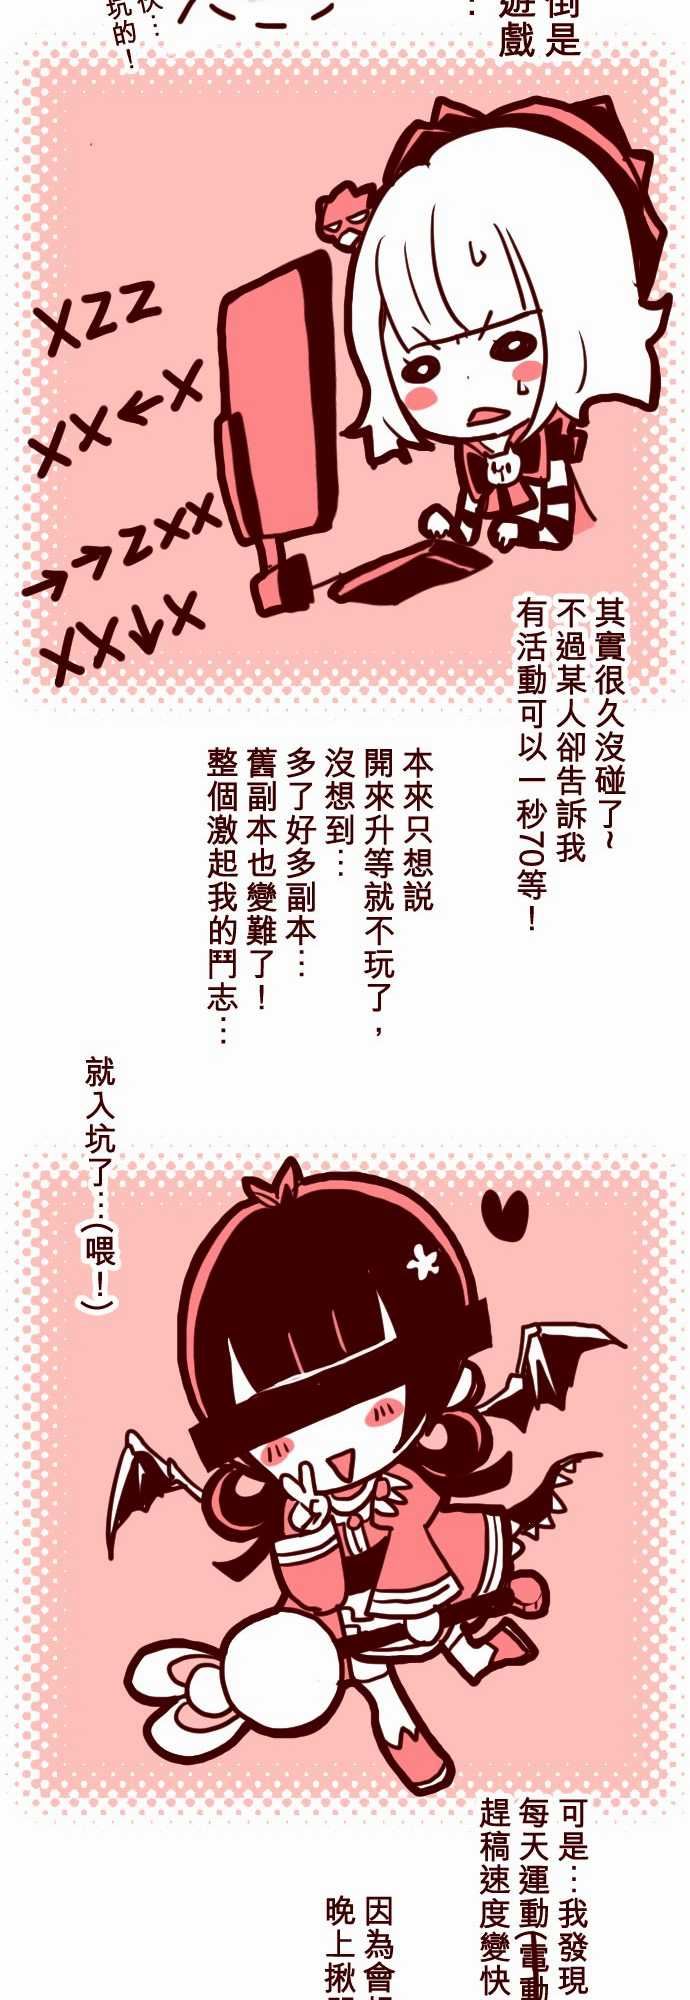 倒是
遊戲
⋯
坑的！
XZZ
XX←X
→→ZXX
XX↓X
其實很久沒碰了~
不過某人卻告訴我
有活動可以一秒70等！
本來只想說
開來升等就不玩了，
沒想到⋯
多了好多副本⋯
舊副本也變難了！
整個激起我的鬥志⋯
就入坑了⋯(喂！)
可是⋯我發現
每天運動(電動
趕稿速度變快
因為會想
晚上揪